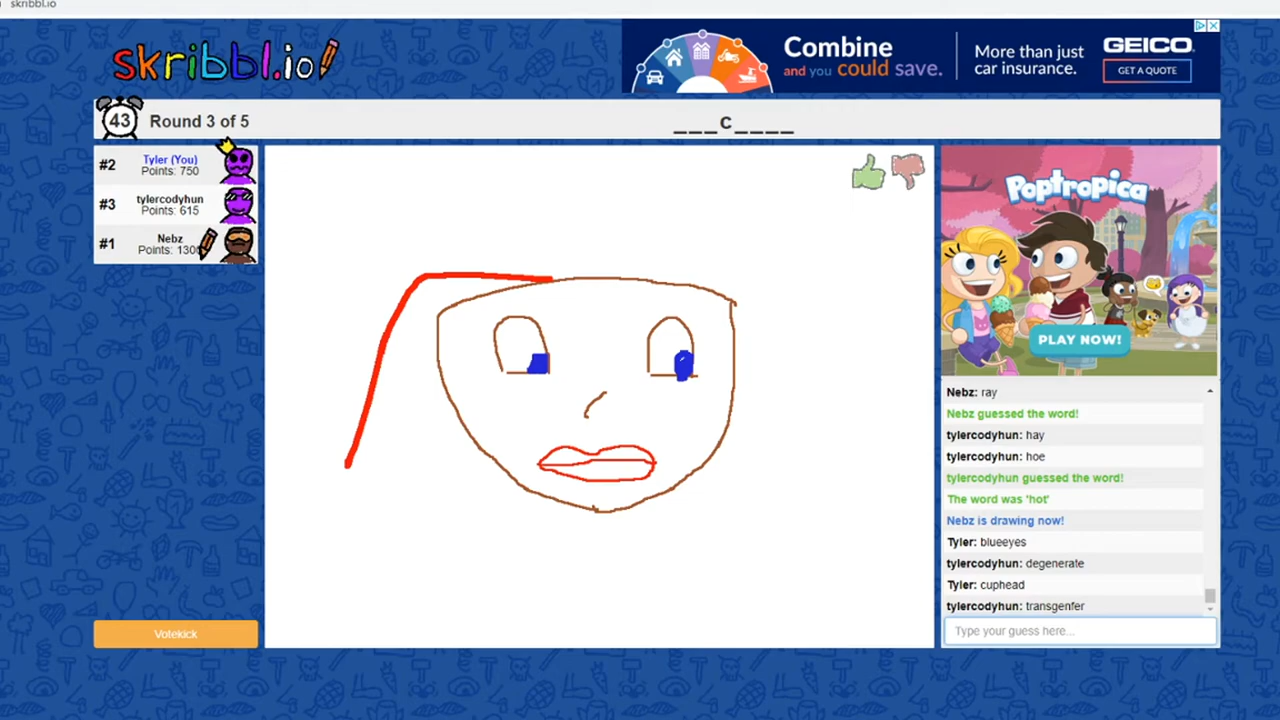 skribbl.io
skribbl.io
Combine
and you could save.
More than just
car insurance.
GEICO
GET A QUOTE
43
Round 3 of 5
___c____
#2
Tyler (You)
Points: 750
#3
tylercodyhun
Points: 615
#1
Nebz
Points: 1300
Poptropica
PLAY NOW!
Nebz: ray
Nebz guessed the word!
tylercodyhun: hay
tylercodyhun: hoe
tylercodyhun guessed the word!
The word was 'hot'
Nebz is drawing now!
Tyler: blueeyes
tylercodyhun: degenerate
Tyler: cuphead
tylercodyhun: transgenfer
Type your guess here...
Votekick